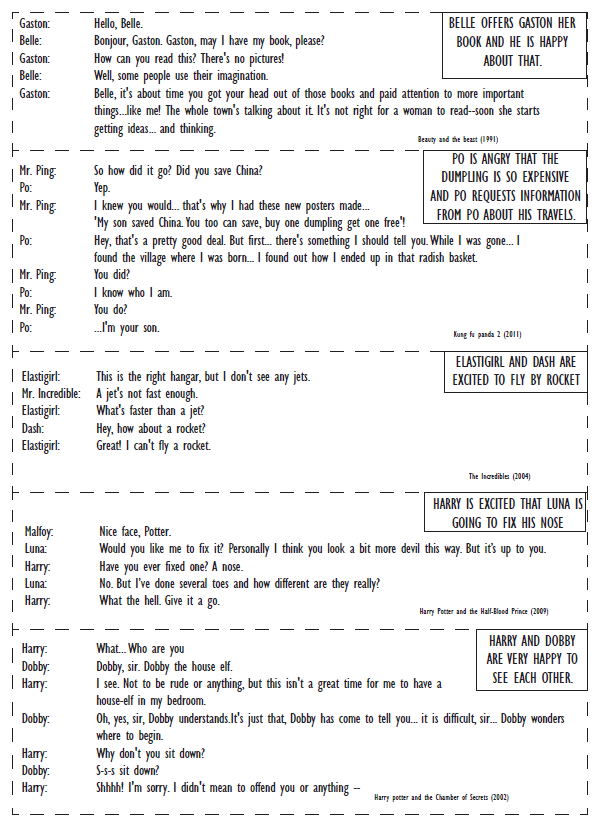 BELLE OFFERS GASTON HER
BOOK AND HE IS HAPPY
ABOUT THAT.
Gaston: Hello, Belle.
Belle: Bonjour, Gaston. Gaston, may I have my book, please?
Gaston: How can you read this? There's no pictures!
Belle: Well, some people use their imagination.
Gaston: Belle, it's about time you got your head out of those books and paid attention to more important
things...like me! The whole town's talking about it. It's not right for a woman to read--soon she starts
getting ideas... and thinking.
Beauty and the beast (1991)
PO IS ANGRY THAT THE
DUMPLING IS SO EXPENSIVE
AND PO REQUESTS INFORMATION
FROM PO ABOUT HIS TRAVELS.
Mr. Ping: So how did it go? Did you save China?
Po: Yep.
Mr. Ping: I knew you would... that's why I had these new posters made...
'My son saved China. You too can save, buy one dumpling get one free'!
Po: Hey, that's a pretty good deal. But first... there's something I should tell you. While I was gone... I
found the village where I was born... I found out how I ended up in that radish basket.
Mr. Ping: You did?
Po: I know who I am.
Mr. Ping: You do?
Po: ...I'm your son.
Kung fu panda 2 (2011)
ELASTIGIRL AND DASH ARE
EXCITED TO FLY BY ROCKET
Elastigirl: This is the right hangar, but I don't see any jets.
Mr. Incredible: A jet's not fast enough.
Elastigirl: What's faster than a jet?
Dash: Hey, how about a rocket?
Elastigirl: Great! I can't fly a rocket.
The Incredibles (2004)
HARRY IS EXCITED THAT LUNA IS
GOING TO FIX HIS NOSE
Malfoy: Nice face, Potter.
Luna: Would you like me to fix it? Personally I think you look a bit more devil this way. But it's up to you.
Harry: Have you ever fixed one? A nose.
Luna: No. But I've done several toes and how different are they really?
Harry: What the hell. Give it a go.
Harry Potter and the Half-Blood Prince (2009)
HARRY AND DOBBY
ARE VERY HAPPY TO
SEE EACH OTHER.
Harry: What... Who are you
Dobby: Dobby, sir. Dobby the house elf.
Harry: I see. Not to be rude or anything, but this isn't a great time for me to have a
house-elf in my bedroom.
Dobby: Oh, yes, sir, Dobby understands.It's just that, Dobby has come to tell you... it is difficult, sir... Dobby wonders
where to begin.
Harry: Why don't you sit down?
Dobby: S-s-s sit down?
Harry: Shhhh! I'm sorry. I didn't mean to offend you or anything --
Harry potter and the Chamber of Secrets (2002)